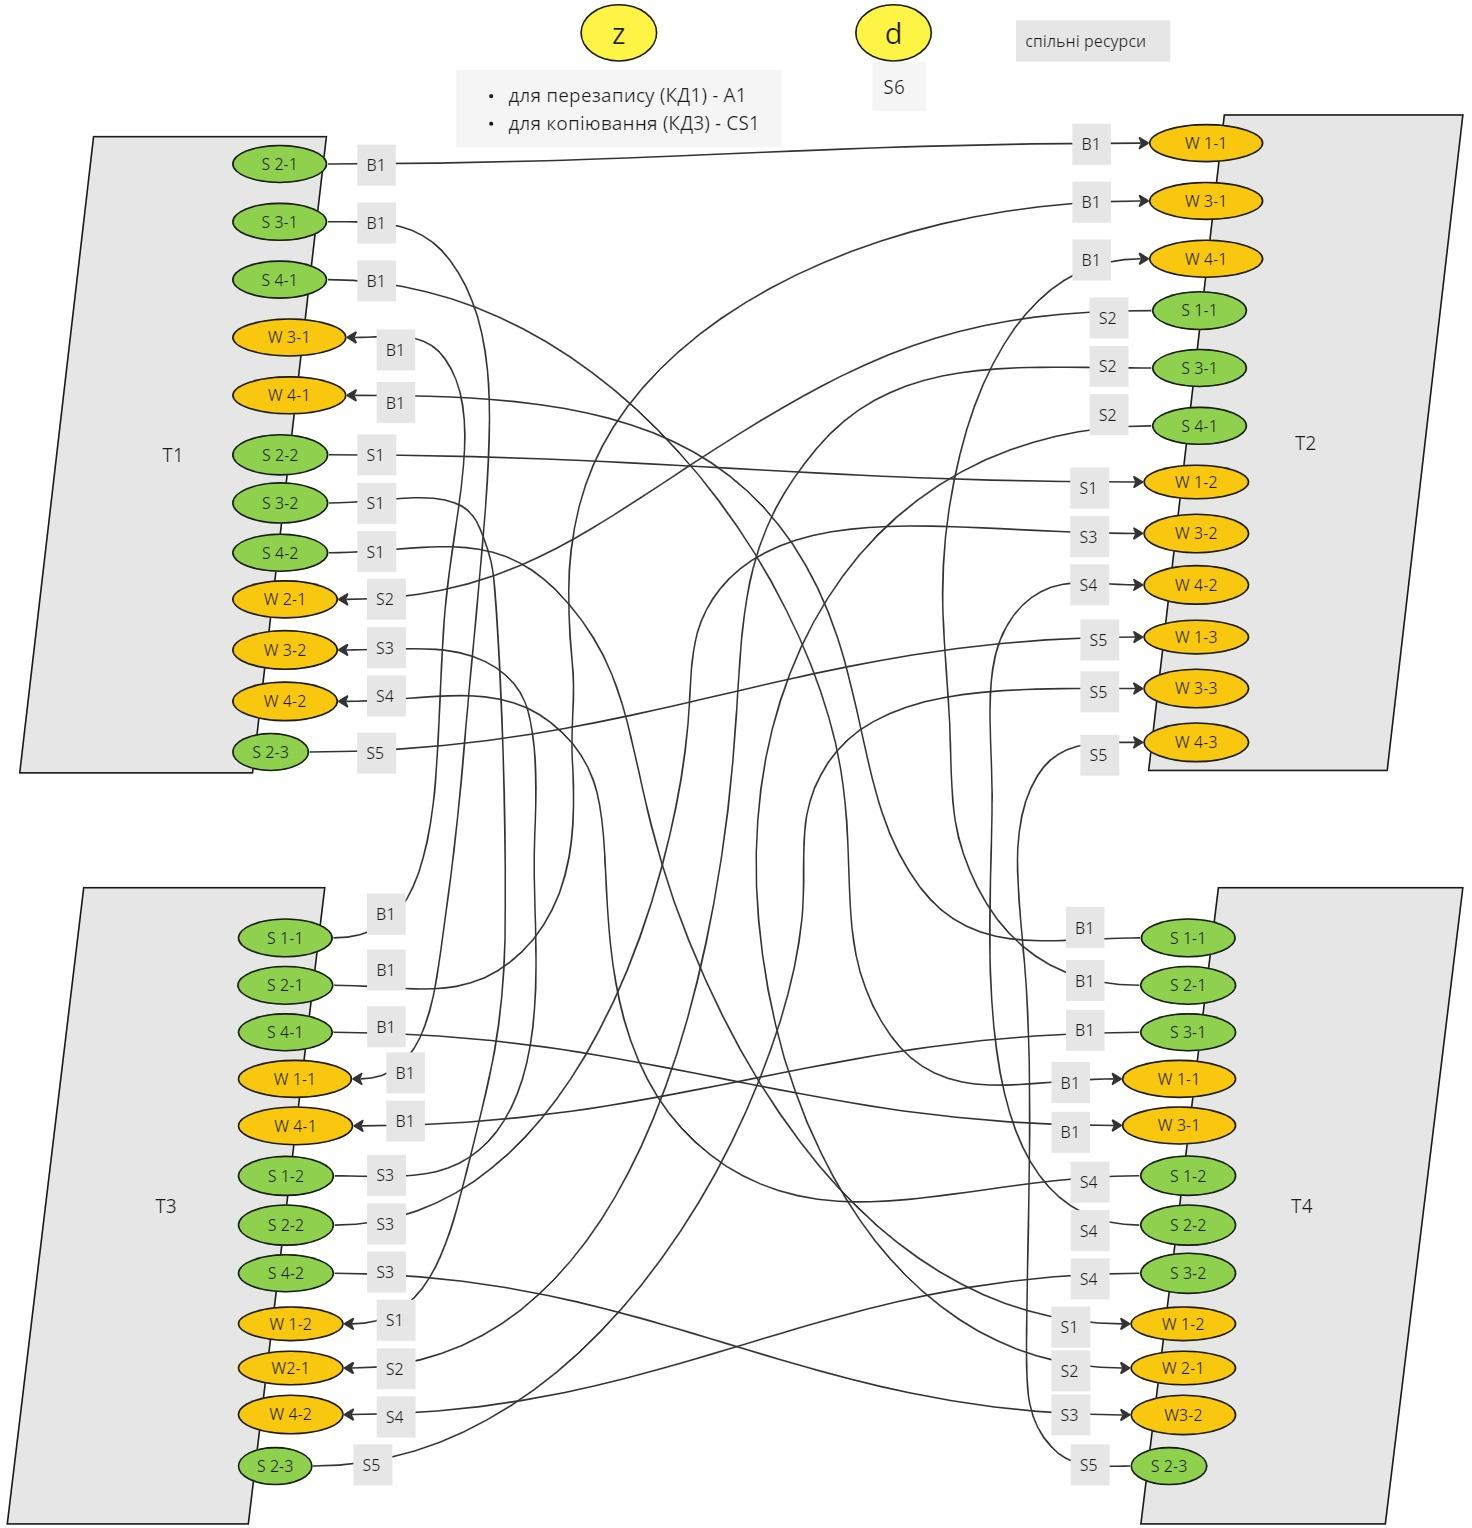 z
d
спільні ресурси
• для перезапису (КД1) - A1
• для копіювання (КД3) - CS1
S6
T1
S 2-1
B1
S 3-1
B1
S 4-1
B1
W 3-1
B1
W 4-1
B1
S 2-2
S1
S 3-2
S1
S 4-2
S1
W 2-1
S2
W 3-2
S3
W 4-2
S4
S 2-3
S5
T2
B1
W 1-1
B1
W 3-1
B1
W 4-1
S2
S 1-1
S2
S 3-1
S2
S 4-1
S1
W 1-2
S3
W 3-2
S4
W 4-2
S5
W 1-3
S5
W 3-3
S5
W 4-3
T3
S 1-1
B1
S 2-1
B1
S 4-1
B1
W 1-1
B1
W 4-1
B1
S 1-2
S3
S 2-2
S3
S 4-2
S3
W 1-2
S1
W2-1
S2
W 4-2
S4
S 2-3
S5
T4
B1
S 1-1
B1
S 2-1
B1
S 3-1
B1
W 1-1
B1
W 3-1
S4
S 1-2
S4
S 2-2
S4
S 3-2
S1
W 1-2
S2
W 2-1
S3
W3-2
S5
S 2-3